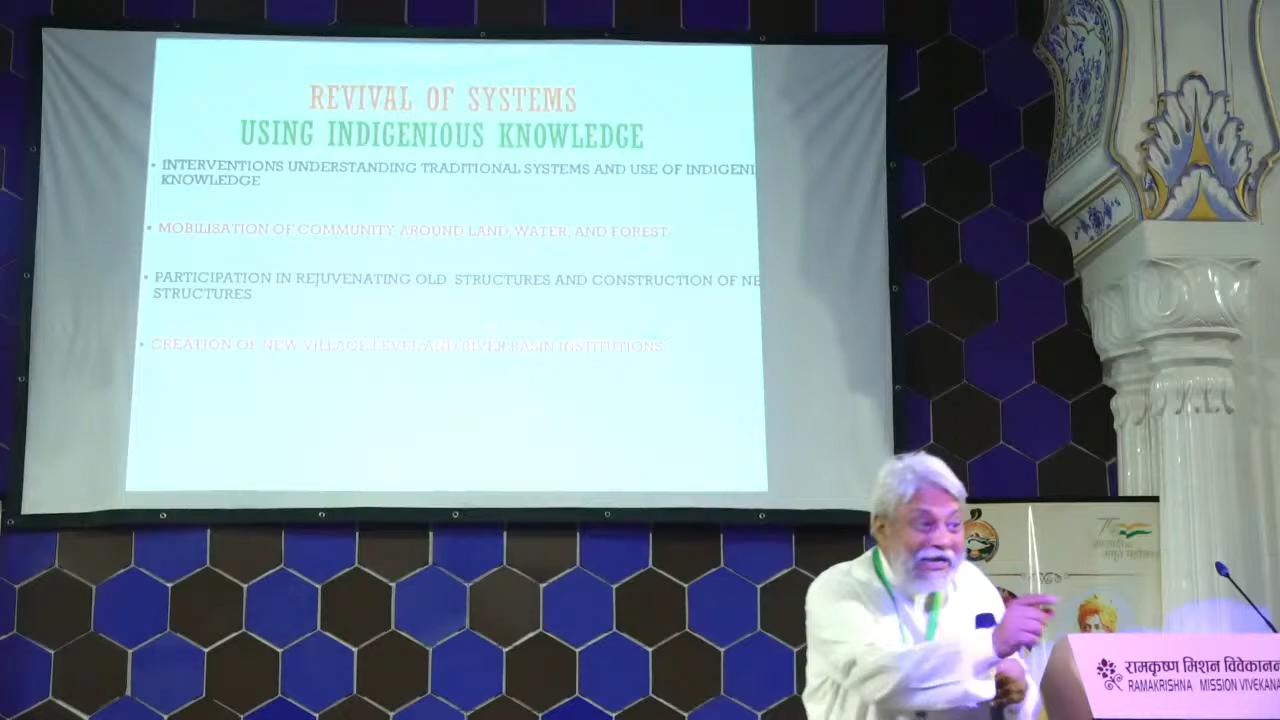 REVIVAL OF SYSTEMS
USING INDIGENIOUS KNOWLEDGE
• INTERVENTIONS UNDERSTANDING TRADITIONAL SYSTEMS AND USE OF INDIGENI
KNOWLEDGE
• MOBILISATION OF COMMUNITY AROUND LAND, WATER, AND FOREST
• PARTICIPATION IN REJUVENATING OLD STRUCTURES AND CONSTRUCTION OF NE
STRUCTURES
• CREATION OF NEW VILLAGE LEVEL AND RIVER BASIN INSTITUTIONS
रामकृष्ण मिशन विवेकानन
RAMAKRISHNA MISSION VIVEKANA